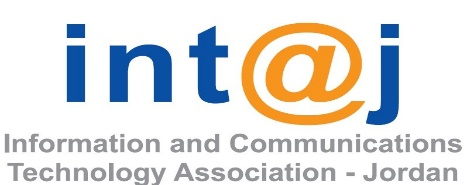 int@j
Information and Communications
Technology Association - Jordan